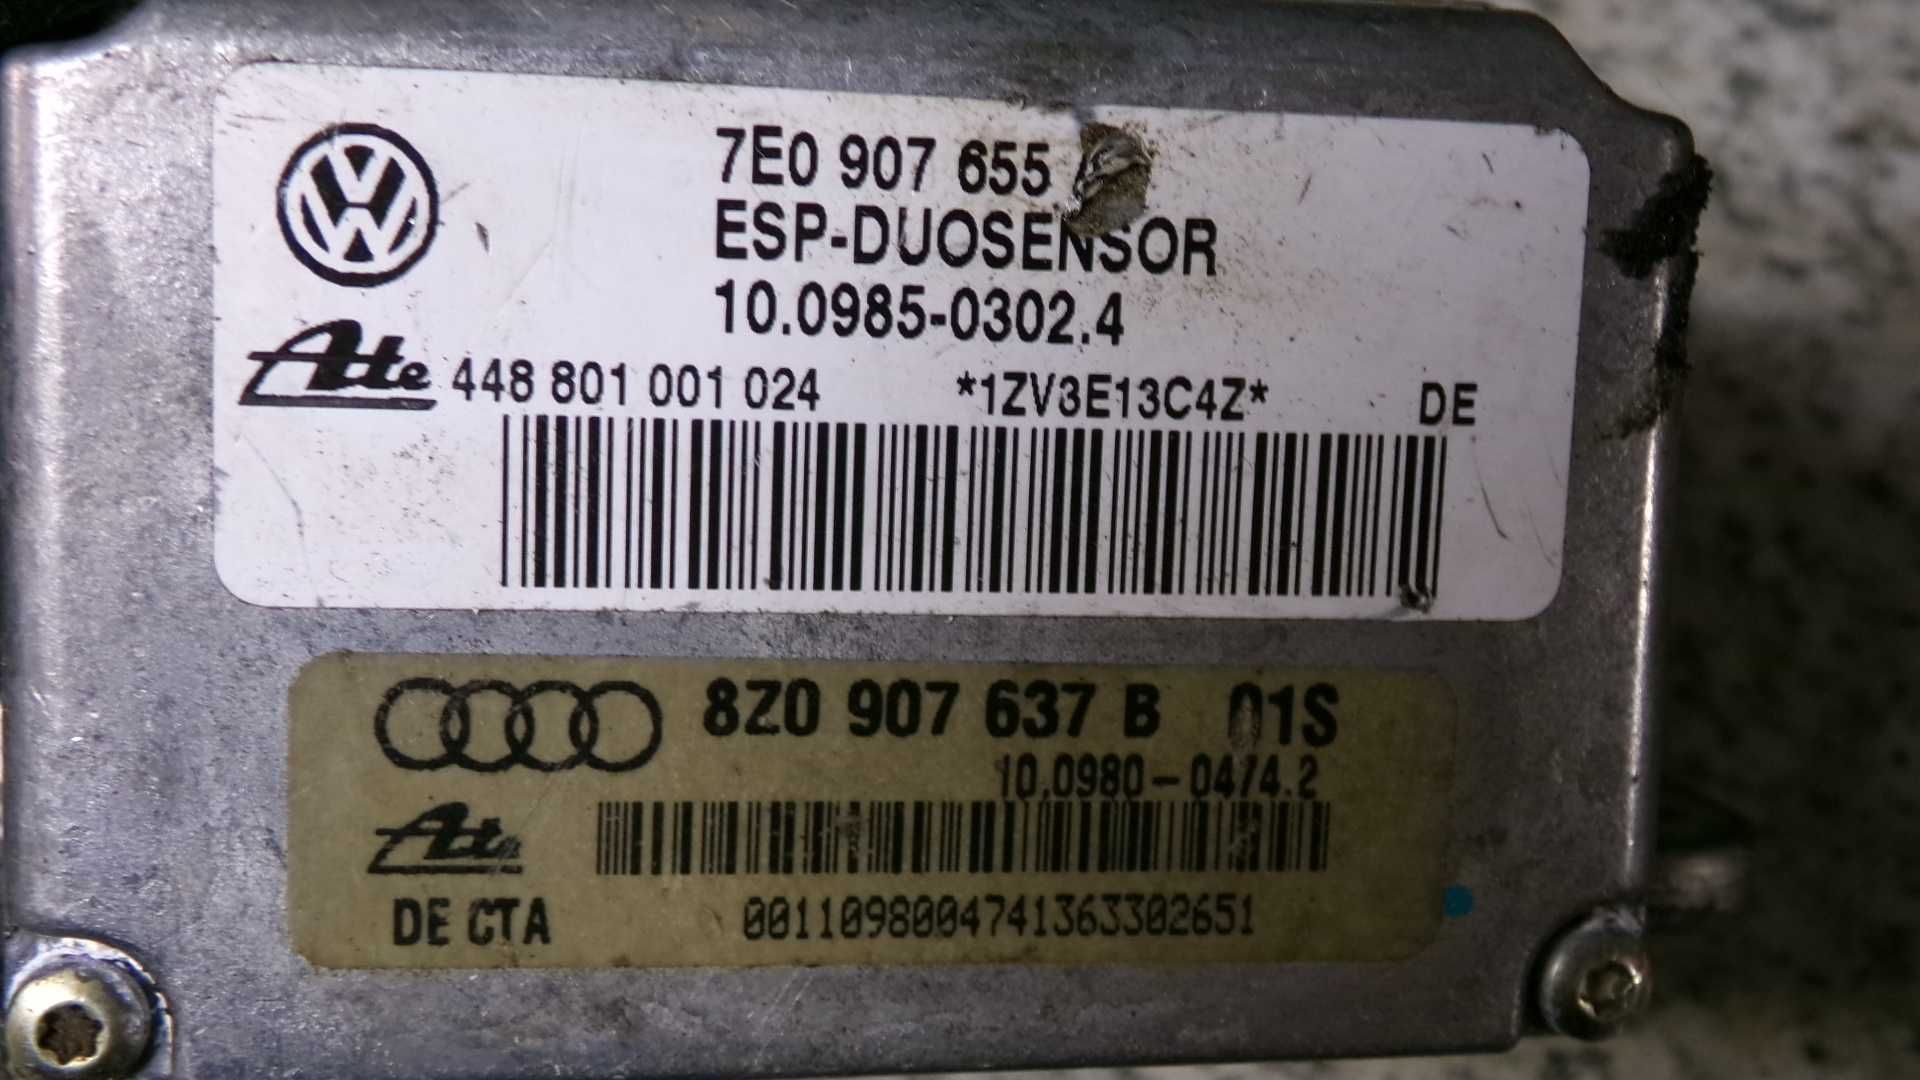 7E0 907 655
ESP-DUOSENSOR
10.0985-0302.4
Ate 448 801 001 024 *1ZV3E13C4Z* DE
8Z0 907 637 B 01S
10.0980-0474.2
Ate
DE CTA 0011098004741363302651